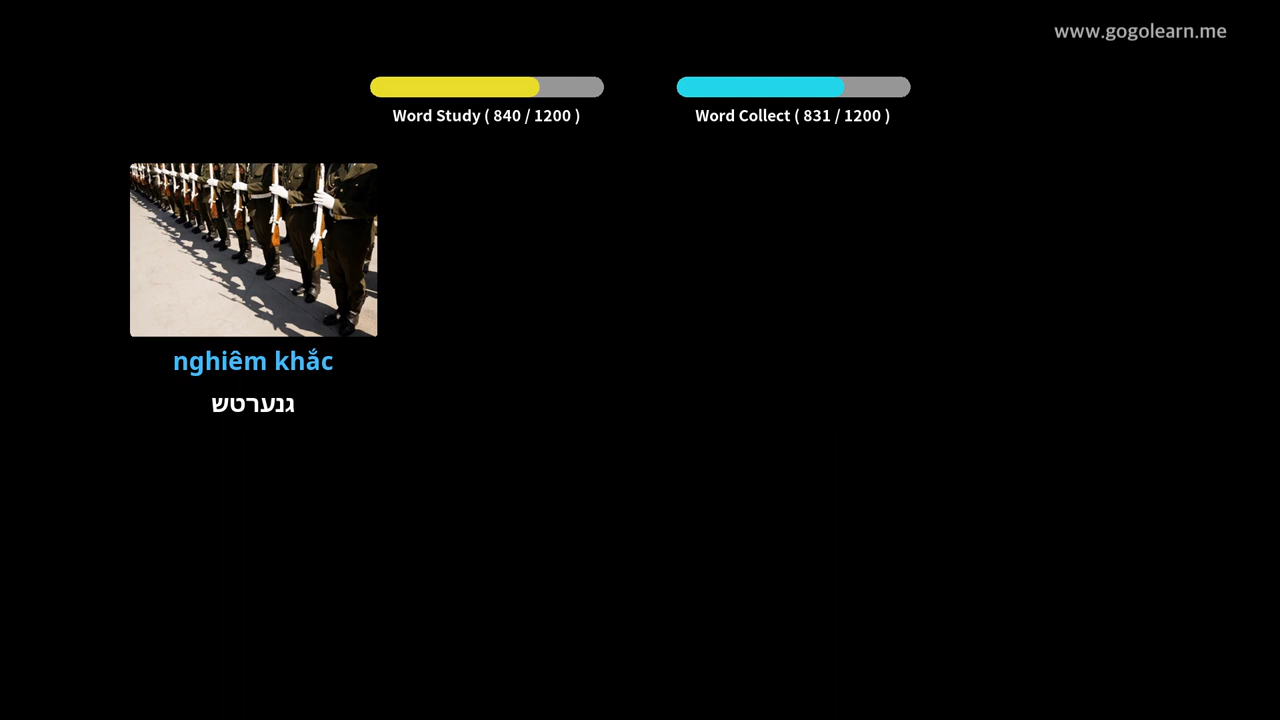 www.gogolearn.me
Word Study ( 840 / 1200 )
Word Collect ( 831 / 1200 )
nghiêm khắc
גנערטש